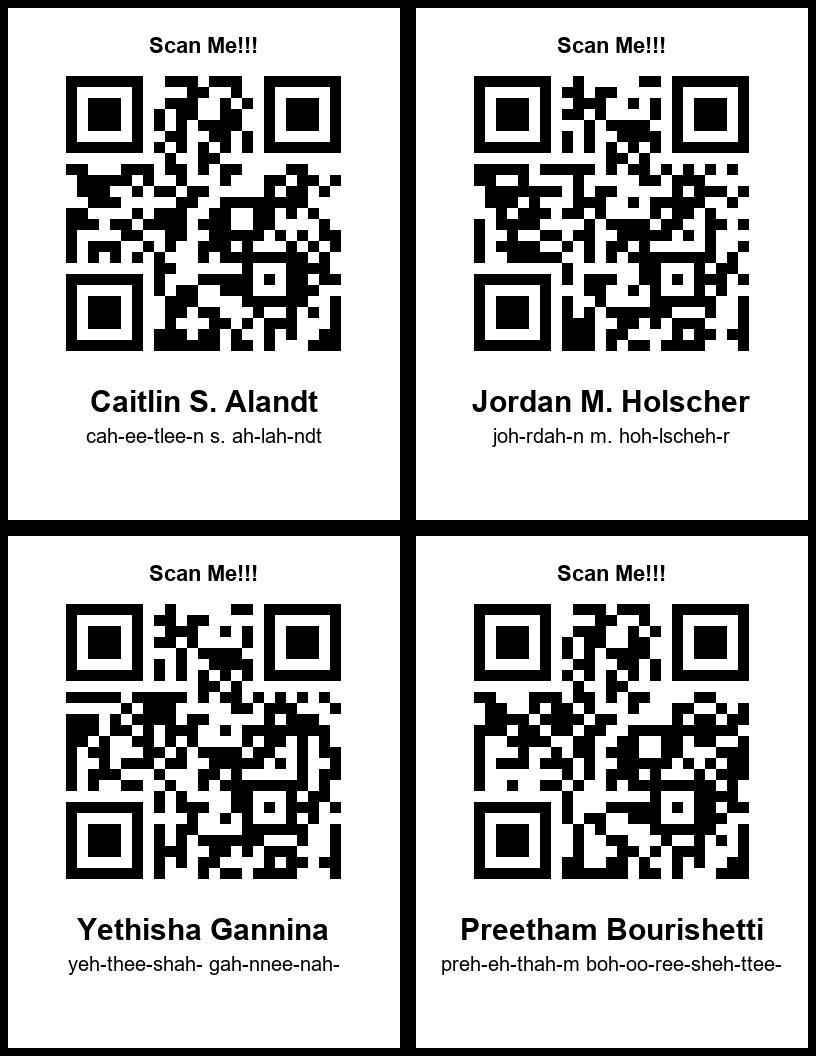 Scan Me!!!
Caitlin S. Alandt
cah-ee-tlee-n s. ah-lah-ndt
Scan Me!!!
Jordan M. Holscher
joh-rdah-n m. hoh-lscheh-r
Scan Me!!!
Yethisha Gannina
yeh-thee-shah- gah-nnee-nah-
Scan Me!!!
Preetham Bourishetti
preh-eh-thah-m boh-oo-ree-sheh-ttee-